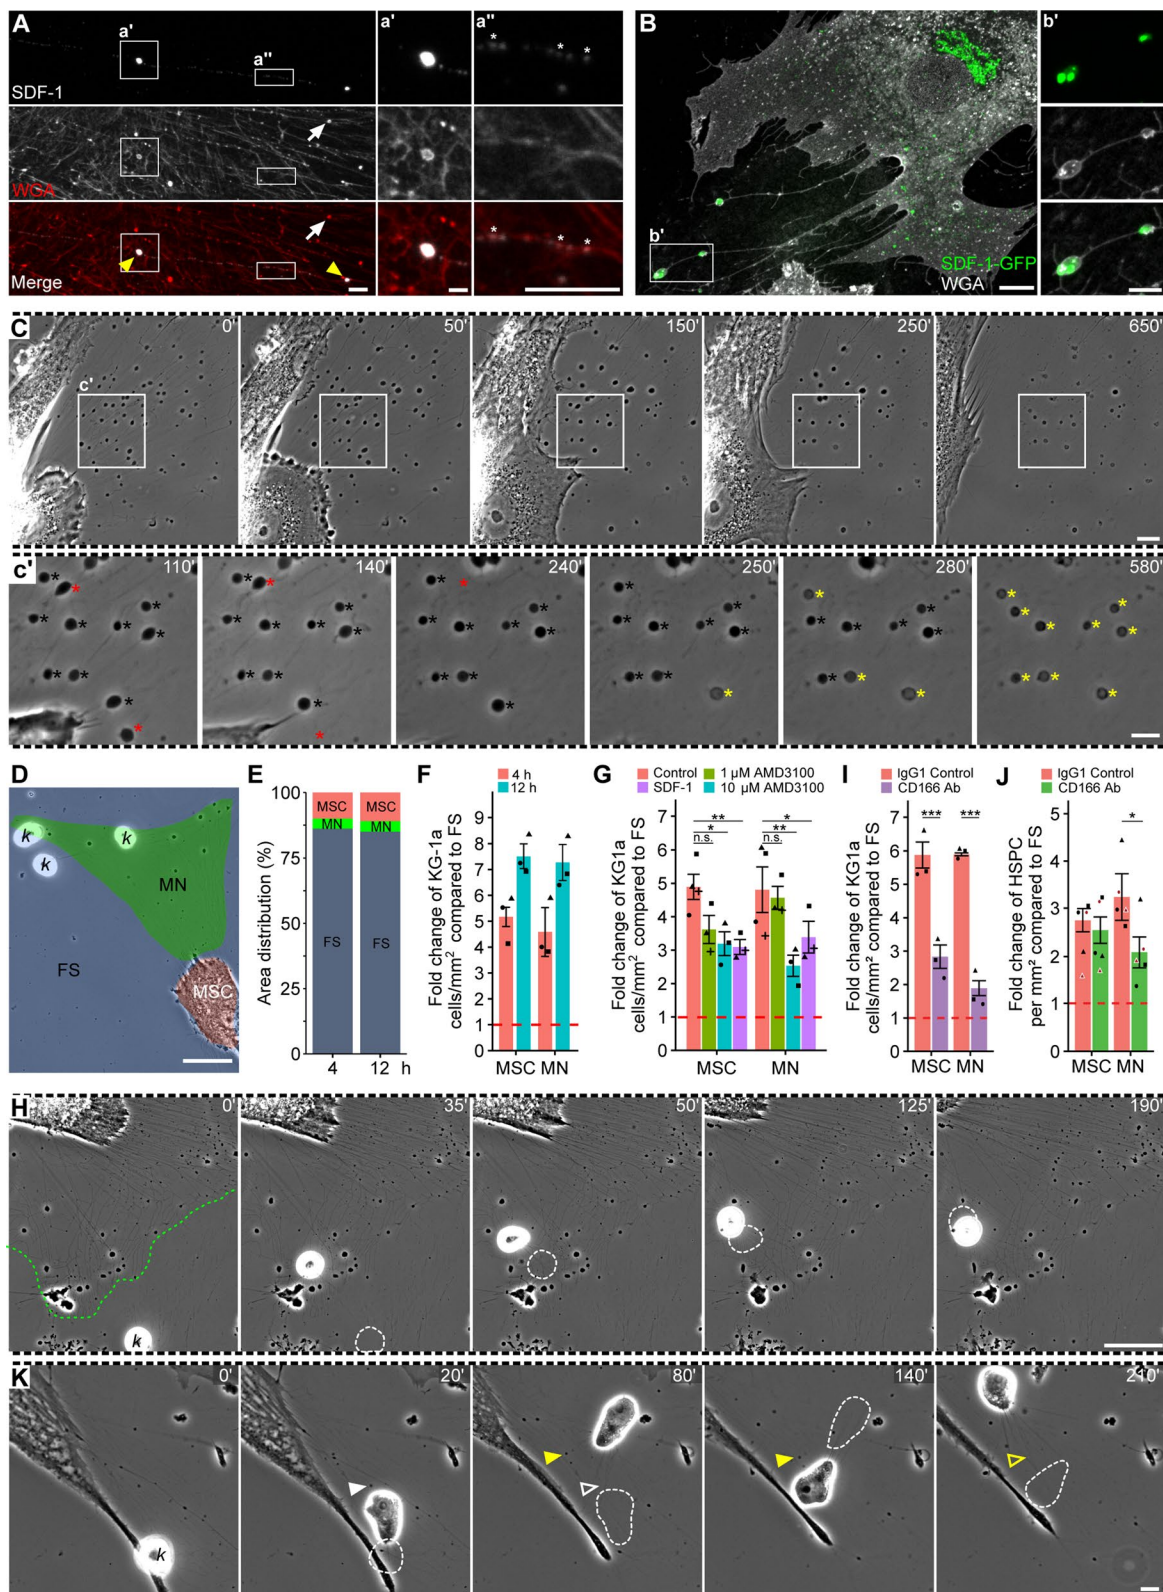 A
a'
a''
SDF-1
WGA
Merge
a'
*
a''
* * *
* * *
B
b'
SDF-1-GFP
WGA
b'
C
0'
50'
150'
250'
650'
c'
c'
110'
140'
240'
250'
280'
580'
D
k
k
k
MN
FS
MSC
E
Area distribution (%)
100
75
50
25
0
MSC
MN
FS
MSC
MN
FS
4
12
h
F
4 h
12 h
Fold change of KG-1a
cells/mm² compared to FS
9
8
7
6
5
4
3
2
1
0
MSC MN
G
Control
1 µM AMD3100
SDF-1
10 µM AMD3100
Fold change of KG1a
cells/mm² compared to FS
7
6
5
4
3
2
1
0
**
*
n.s.
*
**
n.s.
MSC
MN
I
IgG1 Control
CD166 Ab
Fold change of KG1a
cells/mm² compared to FS
7
6
5
4
3
2
1
0
***
***
MSC MN
J
IgG1 Control
CD166 Ab
Fold change of HSPC
per mm² compared to FS
5
4
3
2
1
0
*
MSC MN
H
0'
35'
50'
125'
190'
k
K
0'
20'
80'
140'
210'
k